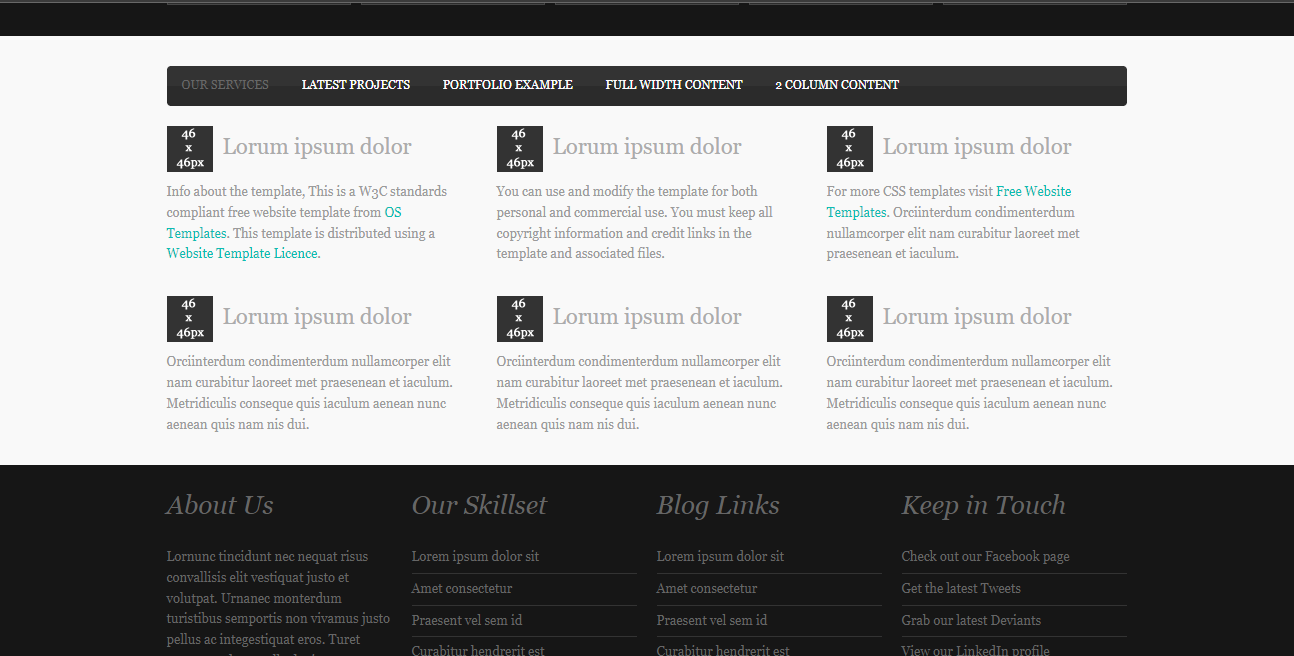 OUR SERVICES LATEST PROJECTS PORTFOLIO EXAMPLE FULL WIDTH CONTENT 2 COLUMN CONTENT
46
x
46px
Lorum ipsum dolor
Info about the template, This is a W3C standards
compliant free website template from OS
Templates. This template is distributed using a
Website Template Licence.
46
x
46px
Lorum ipsum dolor
You can use and modify the template for both
personal and commercial use. You must keep all
copyright information and credit links in the
template and associated files.
46
x
46px
Lorum ipsum dolor
For more CSS templates visit Free Website
Templates. Orciinterdum condimenterdum
nullamcorper elit nam curabitur laoreet met
praesenean et iaculum.
46
x
46px
Lorum ipsum dolor
Orciinterdum condimenterdum nullamcorper elit
nam curabitur laoreet met praesenean et iaculum.
Metridiculis conseque quis iaculum aenean nunc
aenean quis nam nis dui.
46
x
46px
Lorum ipsum dolor
Orciinterdum condimenterdum nullamcorper elit
nam curabitur laoreet met praesenean et iaculum.
Metridiculis conseque quis iaculum aenean nunc
aenean quis nam nis dui.
46
x
46px
Lorum ipsum dolor
Orciinterdum condimenterdum nullamcorper elit
nam curabitur laoreet met praesenean et iaculum.
Metridiculis conseque quis iaculum aenean nunc
aenean quis nam nis dui.
About Us
Lornunc tincidunt nec nequat risus
convallisis elit vestiquat justo et
volutpat. Urnanec monterdum
turistibus semportis non vivamus justo
pellus ac integestiquat eros. Turet
Our Skillset
Lorem ipsum dolor sit
Amet consectetur
Praesent vel sem id
Curabitur hendrerit est
Blog Links
Lorem ipsum dolor sit
Amet consectetur
Praesent vel sem id
Curabitur hendrerit est
Keep in Touch
Check out our Facebook page
Get the latest Tweets
Grab our latest Deviants
View our LinkedIn profile